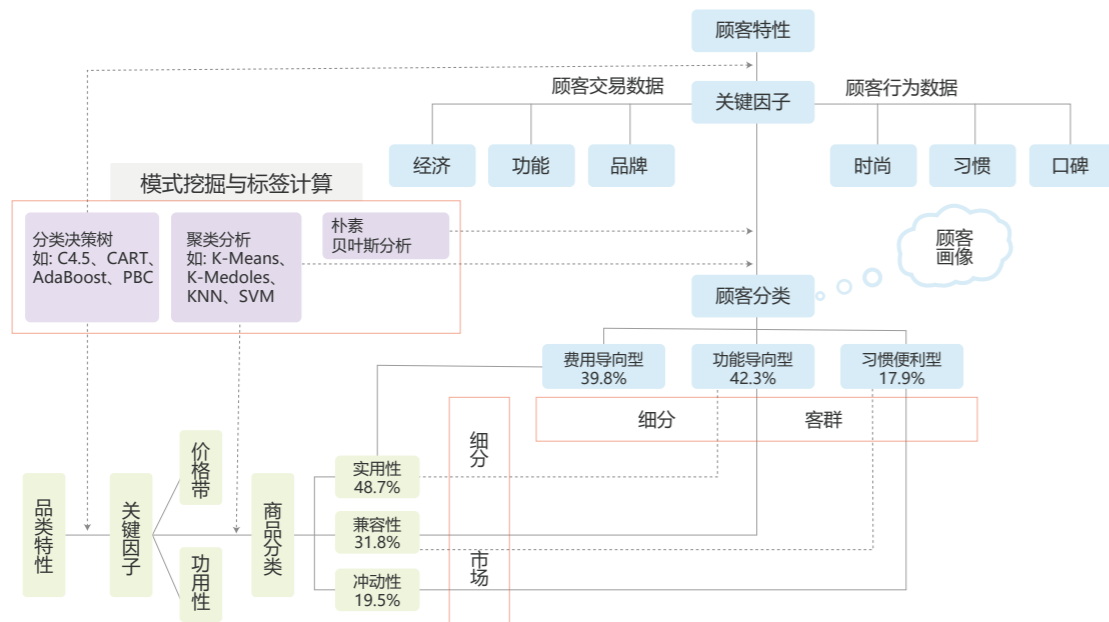 顾客特性
顾客交易数据
关键因子
顾客行为数据
经济
功能
品牌
时尚
习惯
口碑
模式挖掘与标签计算
分类决策树
如: C4.5、CART、
AdaBoost、PBC
聚类分析
如: K-Means、
K-Medoles、
KNN、SVM
朴素
贝叶斯分析
顾客
画像
顾客分类
费用导向型
39.8%
功能导向型
42.3%
习惯便利型
17.9%
细分
客群
细分
市场
品类特性
关键因子
价格带
功用性
商品分类
实用性
48.7%
兼容性
31.8%
冲动性
19.5%